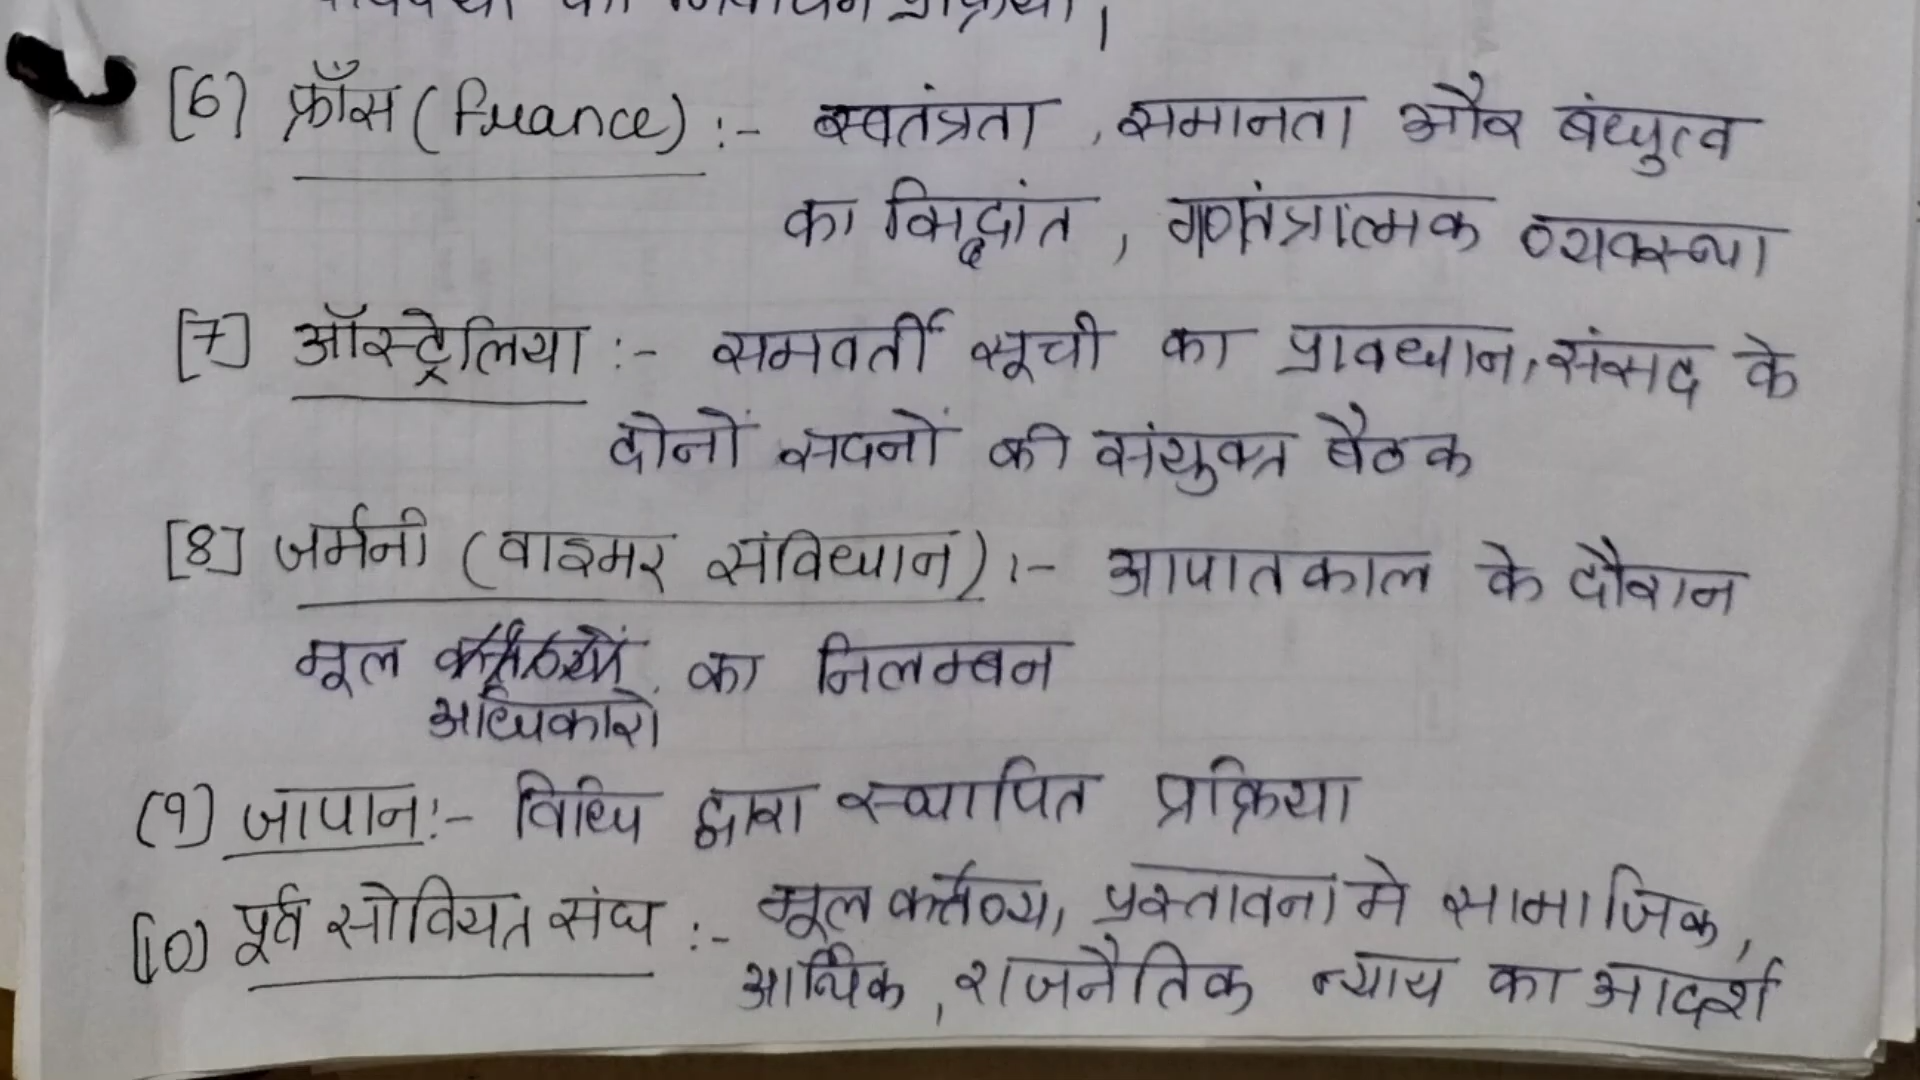 [6] फ्राँस (france) :- स्वतंत्रता , समानता और बंधुत्व
का सिद्धांत , गणतंत्रात्मक व्यवस्था
[7] ऑस्ट्रेलिया :- समवर्ती सूची का प्रावधान, संसद के
दोनों सदनों की संयुक्त बैठक
[8] जर्मनी (वाइमर संविधान) :- आपातकाल के दौरान
मूल का निलम्बन
अधिकारों
(9) जापान :- विधि द्वारा स्थापित प्रक्रिया
[10] पूर्व सोवियत संघ :- मूल कर्तव्य, प्रस्तावना मे सामाजिक,
आर्थिक , राजनैतिक न्याय का आदर्श